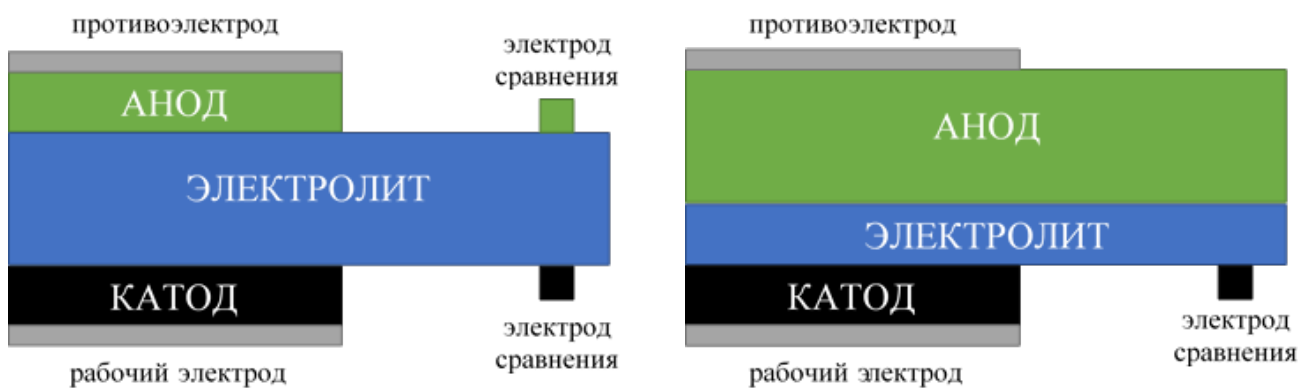 противоэлектрод
электрод
сравнения
АНОД
ЭЛЕКТРОЛИТ
КАТОД
электрод
сравнения
рабочий электрод
противоэлектрод
АНОД
ЭЛЕКТРОЛИТ
КАТОД
электрод
сравнения
рабочий электрод